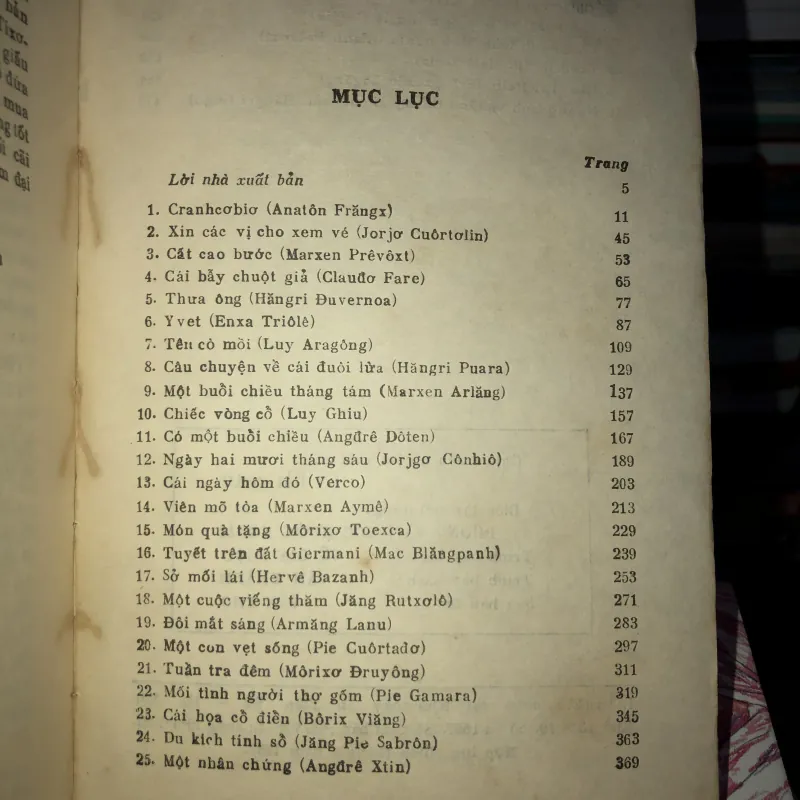 bản
Tixơ-
giấu
đứa
mua
tốt
cãi
đại
MỤC LỤC
Trang
Lời nhà xuất bản 5
1. Cranhcơbiơ (Anatôn Frăngx) 11
2. Xin các vị cho xem vé (Jorjơ Cuôrtơlin) 45
3. Cất cao bước (Marxen Prêvôxt) 53
4. Cái bẫy chuột giả (Clauđơ Fare) 65
5. Thưa ông (Hăngri Đuvernoa) 77
6. Yvet (Enxa Triôlê) 87
7. Tên cò mồi (Luy Aragông) 109
8. Câu chuyện về cái đuôi lừa (Hăngri Puara) 129
9. Một buổi chiều tháng tám (Marxen Arlăng) 137
10. Chiếc vòng cổ (Luy Ghiu) 157
11. Có một buổi chiều (Angđrê Dôten) 167
12. Ngày hai mươi tháng sáu (Jorjgơ Cônhiô) 189
13. Cái ngày hôm đó (Verco) 203
14. Viên mõ tòa (Marxen Aymê) 213
15. Món quà tặng (Môrixơ Toexca) 229
16. Tuyết trên đất Giermani (Mac Blăngpanh) 239
17. Sở mối lái (Hervê Bazanh) 253
18. Một cuộc viếng thăm (Jăng Rutxơlô) 271
19. Đôi mắt sáng (Armăng Lanu) 283
20. Một con vẹt sống (Pie Cuôrtađơ) 297
21. Tuần tra đêm (Môrixơ Đruyông) 311
22. Mối tình người thợ gốm (Pie Gamara) 319
23. Cái họa cổ điển (Bôrix Viăng) 345
24. Du kích tính sổ (Jăng Pie Sabrôn) 363
25. Một nhân chứng (Angđrê Xtin) 369